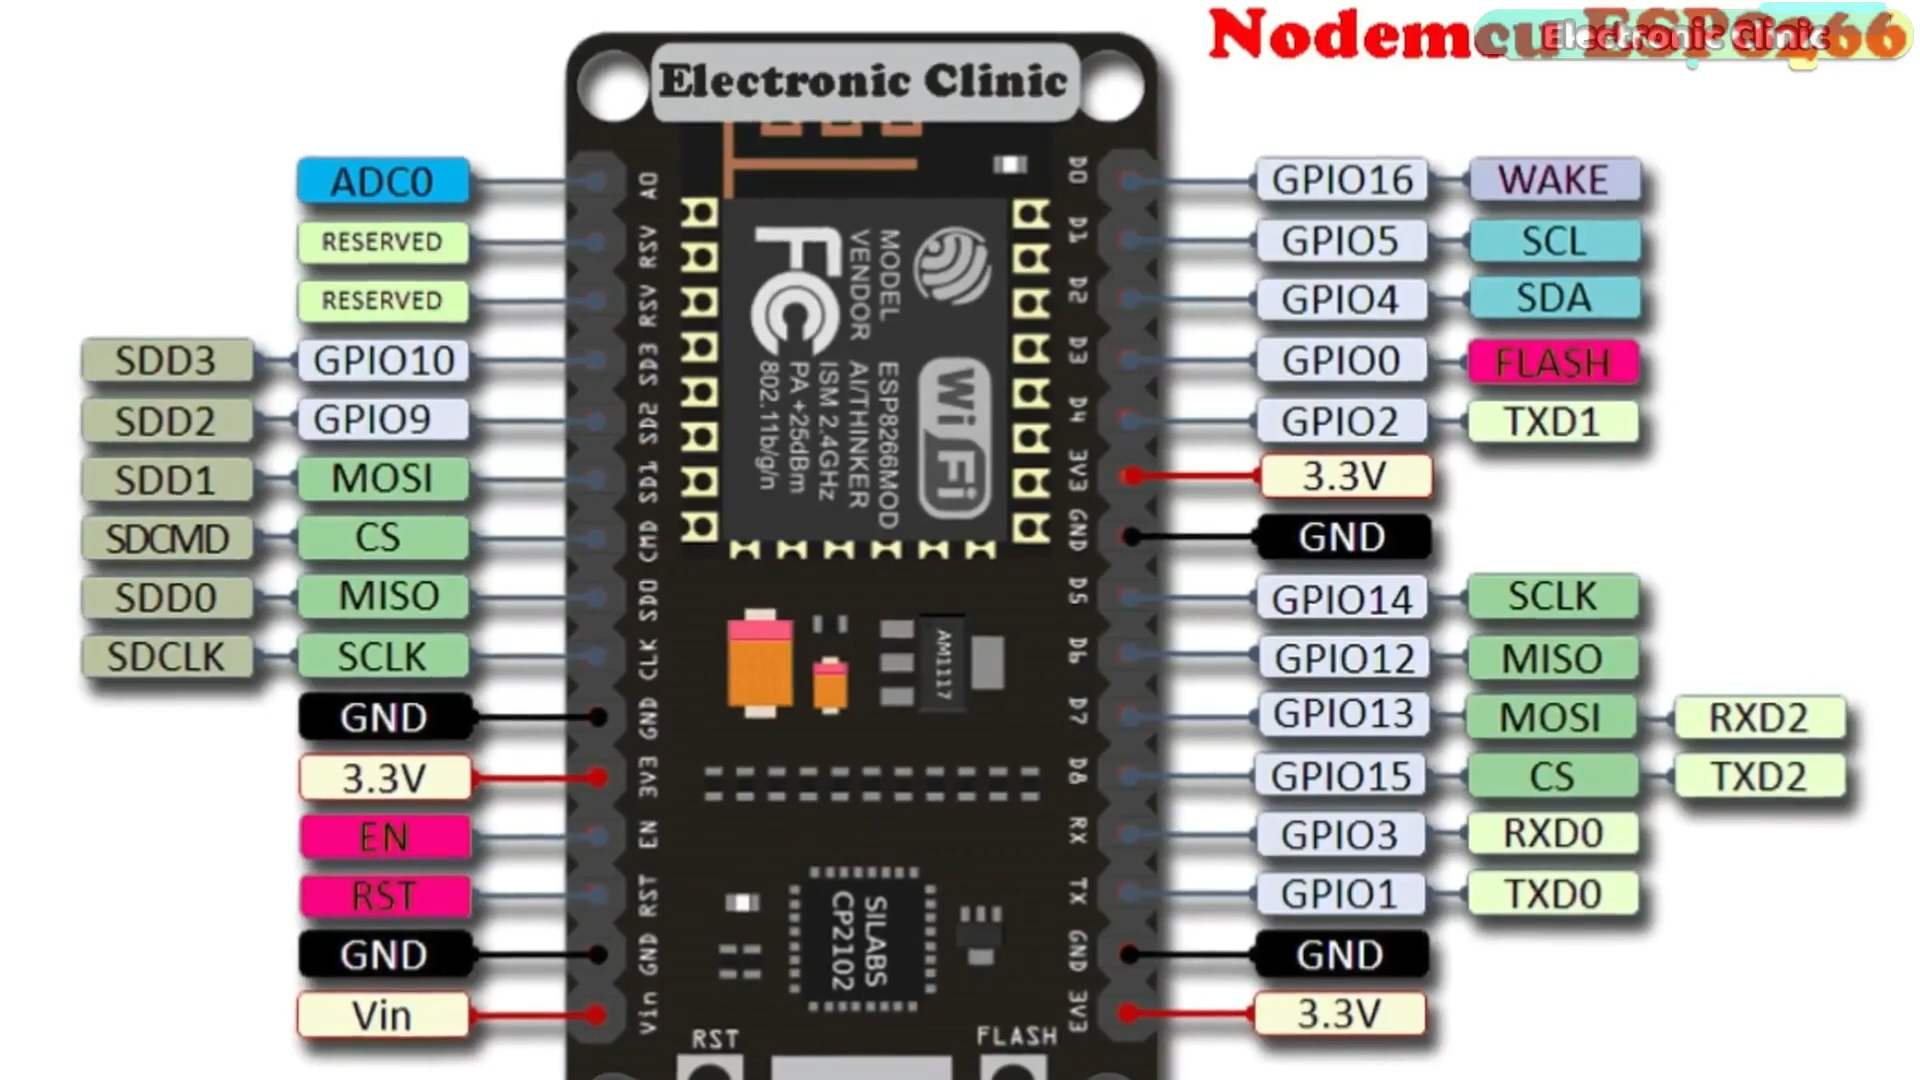 Nodemcu ESP8266
Electronic Clinic
Electronic Clinic
ADC0
A0
D0
GPIO16
WAKE
RESERVED
RSV
D1
GPIO5
SCL
RESERVED
RSV
D2
GPIO4
SDA
SDD3
GPIO10
SD3
D3
GPIO0
FLASH
SDD2
GPIO9
SD2
D4
GPIO2
TXD1
SDD1
MOSI
SD1
3V3
3.3V
SDCMD
CS
CMD
GND
GND
SDD0
MISO
SD0
D5
GPIO14
SCLK
SDCLK
SCLK
CLK
D6
GPIO12
MISO
GND
GND
D7
GPIO13
MOSI
RXD2
3.3V
3V3
D8
GPIO15
CS
TXD2
EN
EN
RX
GPIO3
RXD0
RST
RST
TX
GPIO1
TXD0
GND
GND
GND
GND
Vin
Vin
3V3
3.3V
FC
MODEL ESP8266MOD
VENDOR AI/THINKER
ISM 2.4GHz
PA +25dBm
802.11b/g/n
WiFi
AM1117
SILABS
CP2102
RST
FLASH